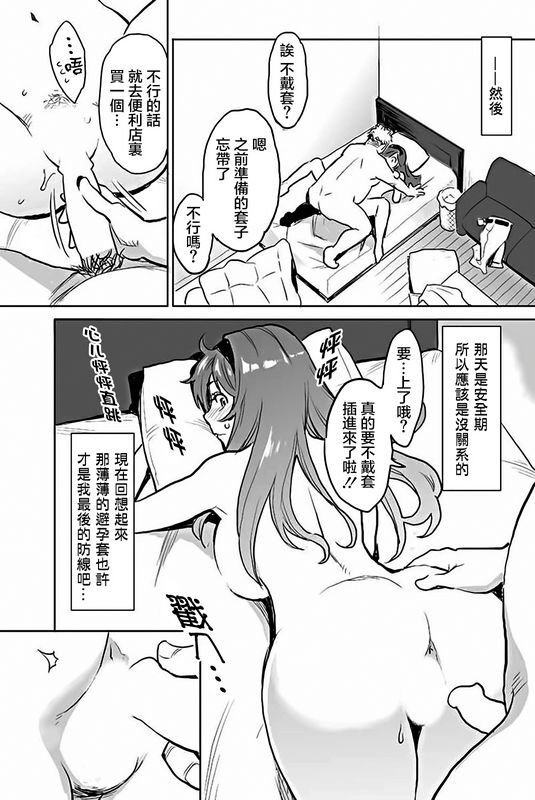 ——然後
誒 不戴套？
嗯
之前準備的套子
忘帶了
不行嗎？
…唔
不行的話
就去便利店裏
買一個…
那天是安全期
所以應該是沒關系的
要…上了哦？
真的要不戴套
插進來了啦!!
怦
怦
心儿怦怦直跳
現在回想起來
那薄薄的避孕套也許
才是我最後的防線吧…